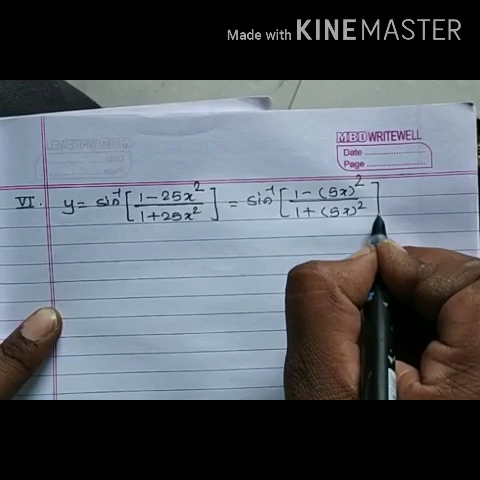 Made with KINEMASTER
MBD WRITEWELL
Date ..................
Page ..................
VI. y = sin⁻¹[(1-25x²)/(1+25x²)] = sin⁻¹[(1-(5x)²)/(1+(5x)²)]